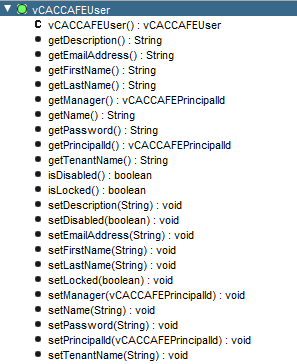 vCACCAFEUser
C vCACCAFEUser() : vCACCAFEUser
getDescription() : String
getEmailAddress() : String
getFirstName() : String
getLastName() : String
getManager() : vCACCAFEPrincipalId
getName() : String
getPassword() : String
getPrincipalId() : vCACCAFEPrincipalId
getTenantName() : String
isDisabled() : boolean
isLocked() : boolean
setDescription(String) : void
setDisabled(boolean) : void
setEmailAddress(String) : void
setFirstName(String) : void
setLastName(String) : void
setLocked(boolean) : void
setManager(vCACCAFEPrincipalId) : void
setName(String) : void
setPassword(String) : void
setPrincipalId(vCACCAFEPrincipalId) : void
setTenantName(String) : void